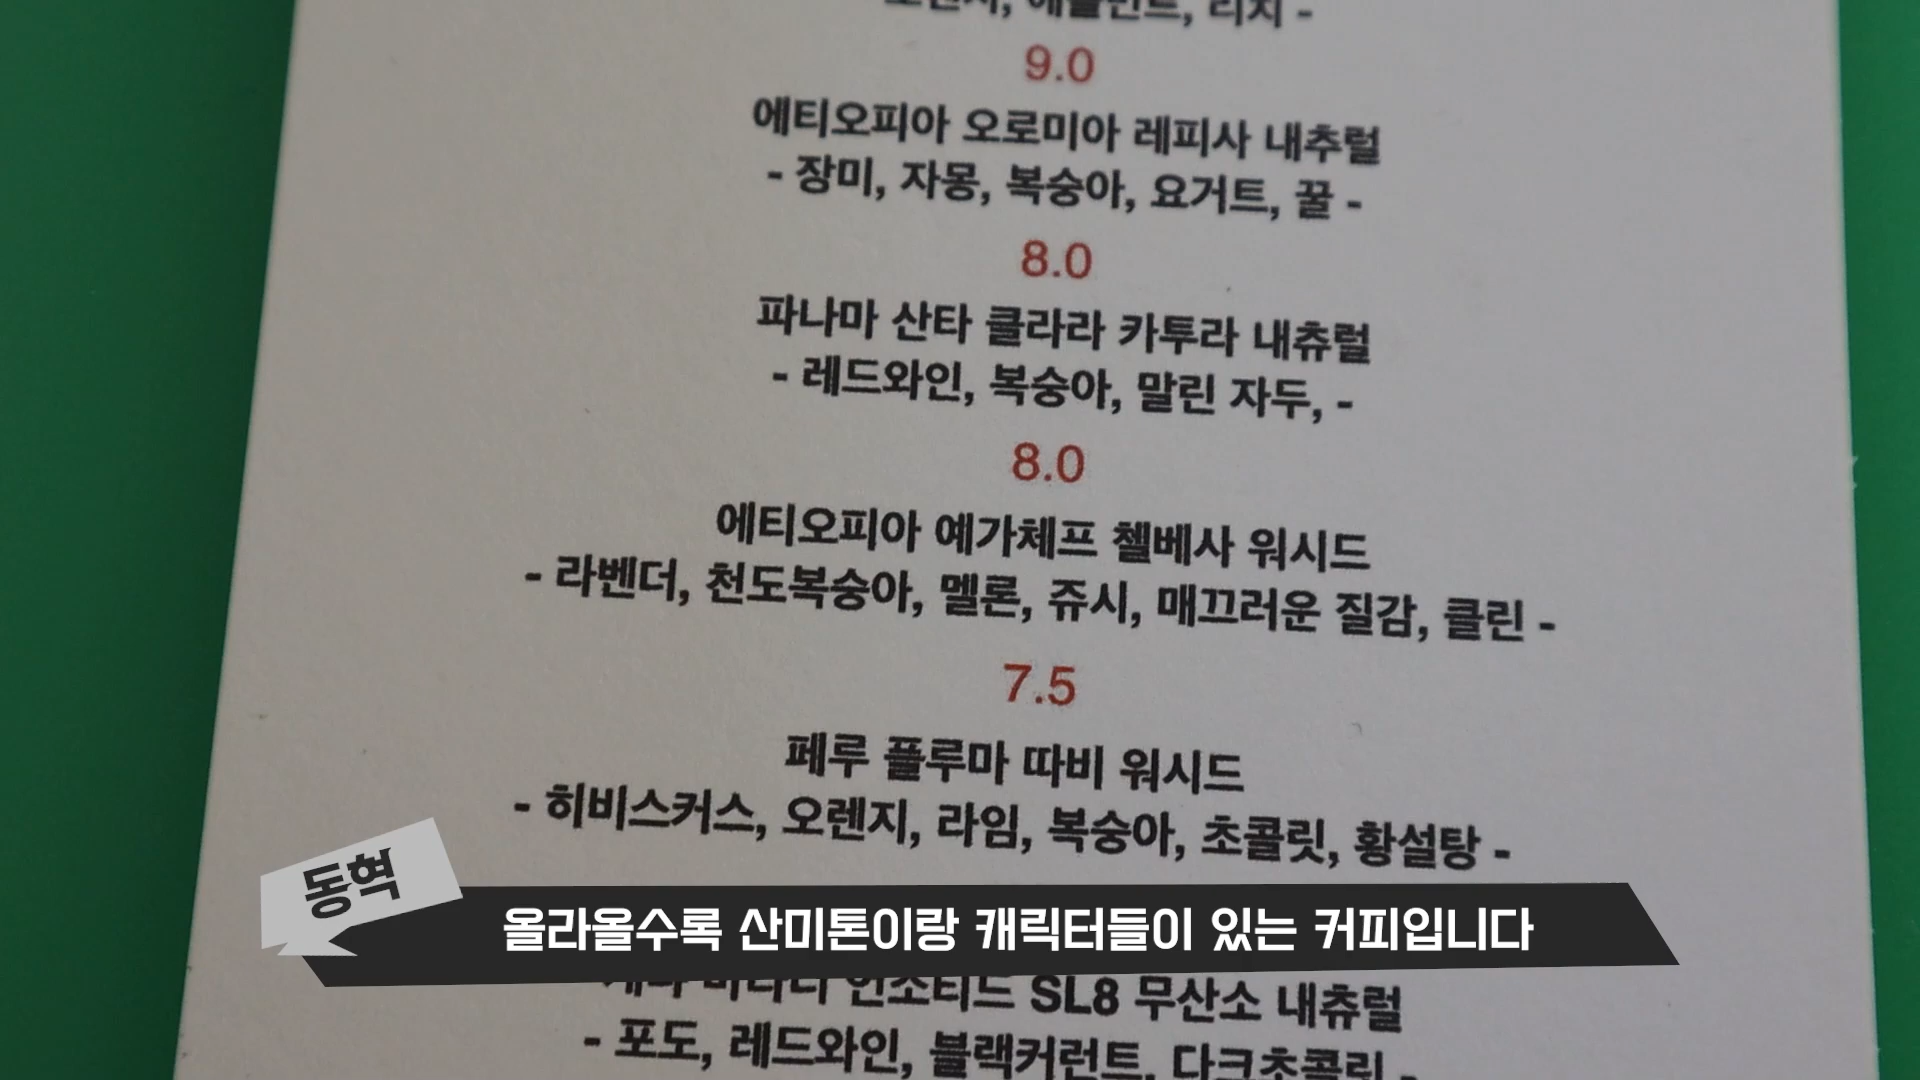 리치 -
9.0
에티오피아 오로미아 레피사 내추럴
- 장미, 자몽, 복숭아, 요거트, 꿀 -
8.0
파나마 산타 클라라 카투라 내츄럴
- 레드와인, 복숭아, 말린 자두, -
8.0
에티오피아 예가체프 첼베사 워시드
- 라벤더, 천도복숭아, 멜론, 쥬시, 매끄러운 질감, 클린 -
7.5
페루 플루마 따비 워시드
- 히비스커스, 오렌지, 라임, 복숭아, 초콜릿, 황설탕 -
동혁
올라올수록 산미톤이랑 캐릭터들이 있는 커피입니다
SL8 무산소 내츄럴
- 포도, 레드와인, 블랙커런트, 다크초콜릿 -